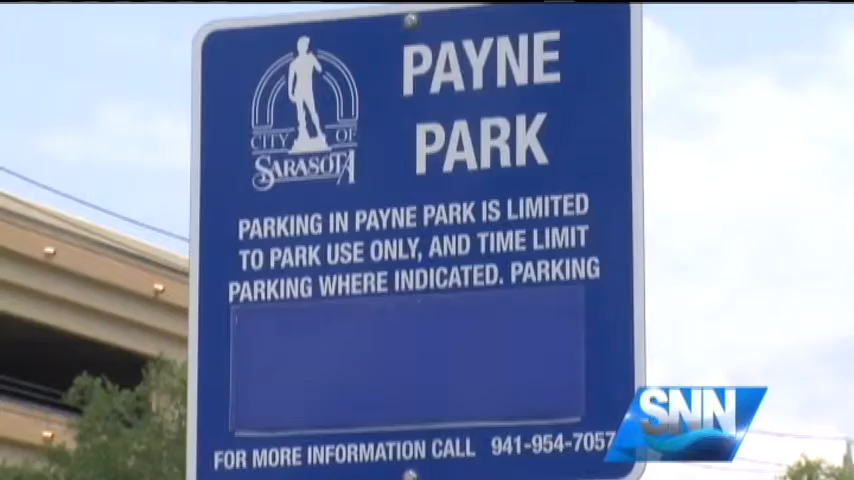 PAYNE
PARK
CITY OF
SARASOTA
PARKING IN PAYNE PARK IS LIMITED
TO PARK USE ONLY, AND TIME LIMIT
PARKING WHERE INDICATED. PARKING
FOR MORE INFORMATION CALL 941-954-7057
SNN